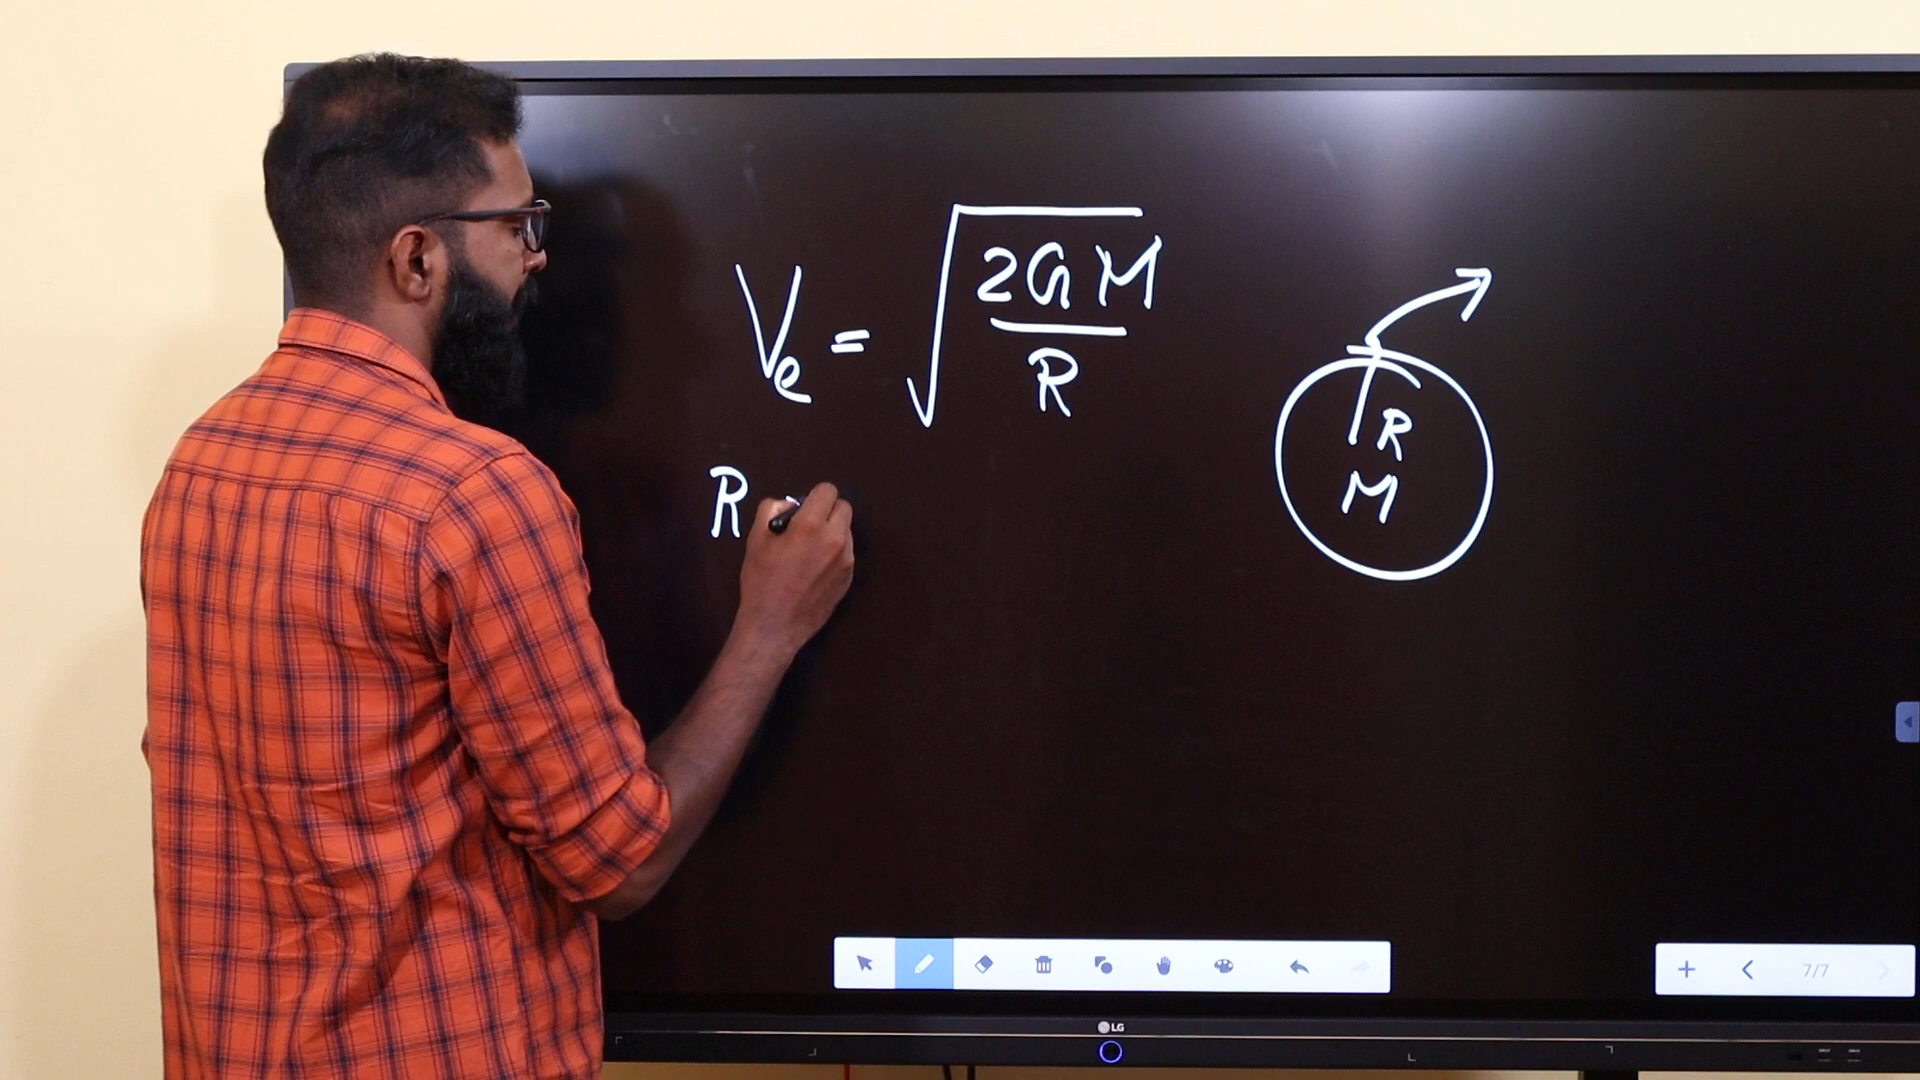 Ve = √(2GM/R)
R
R
M
7/7
LG